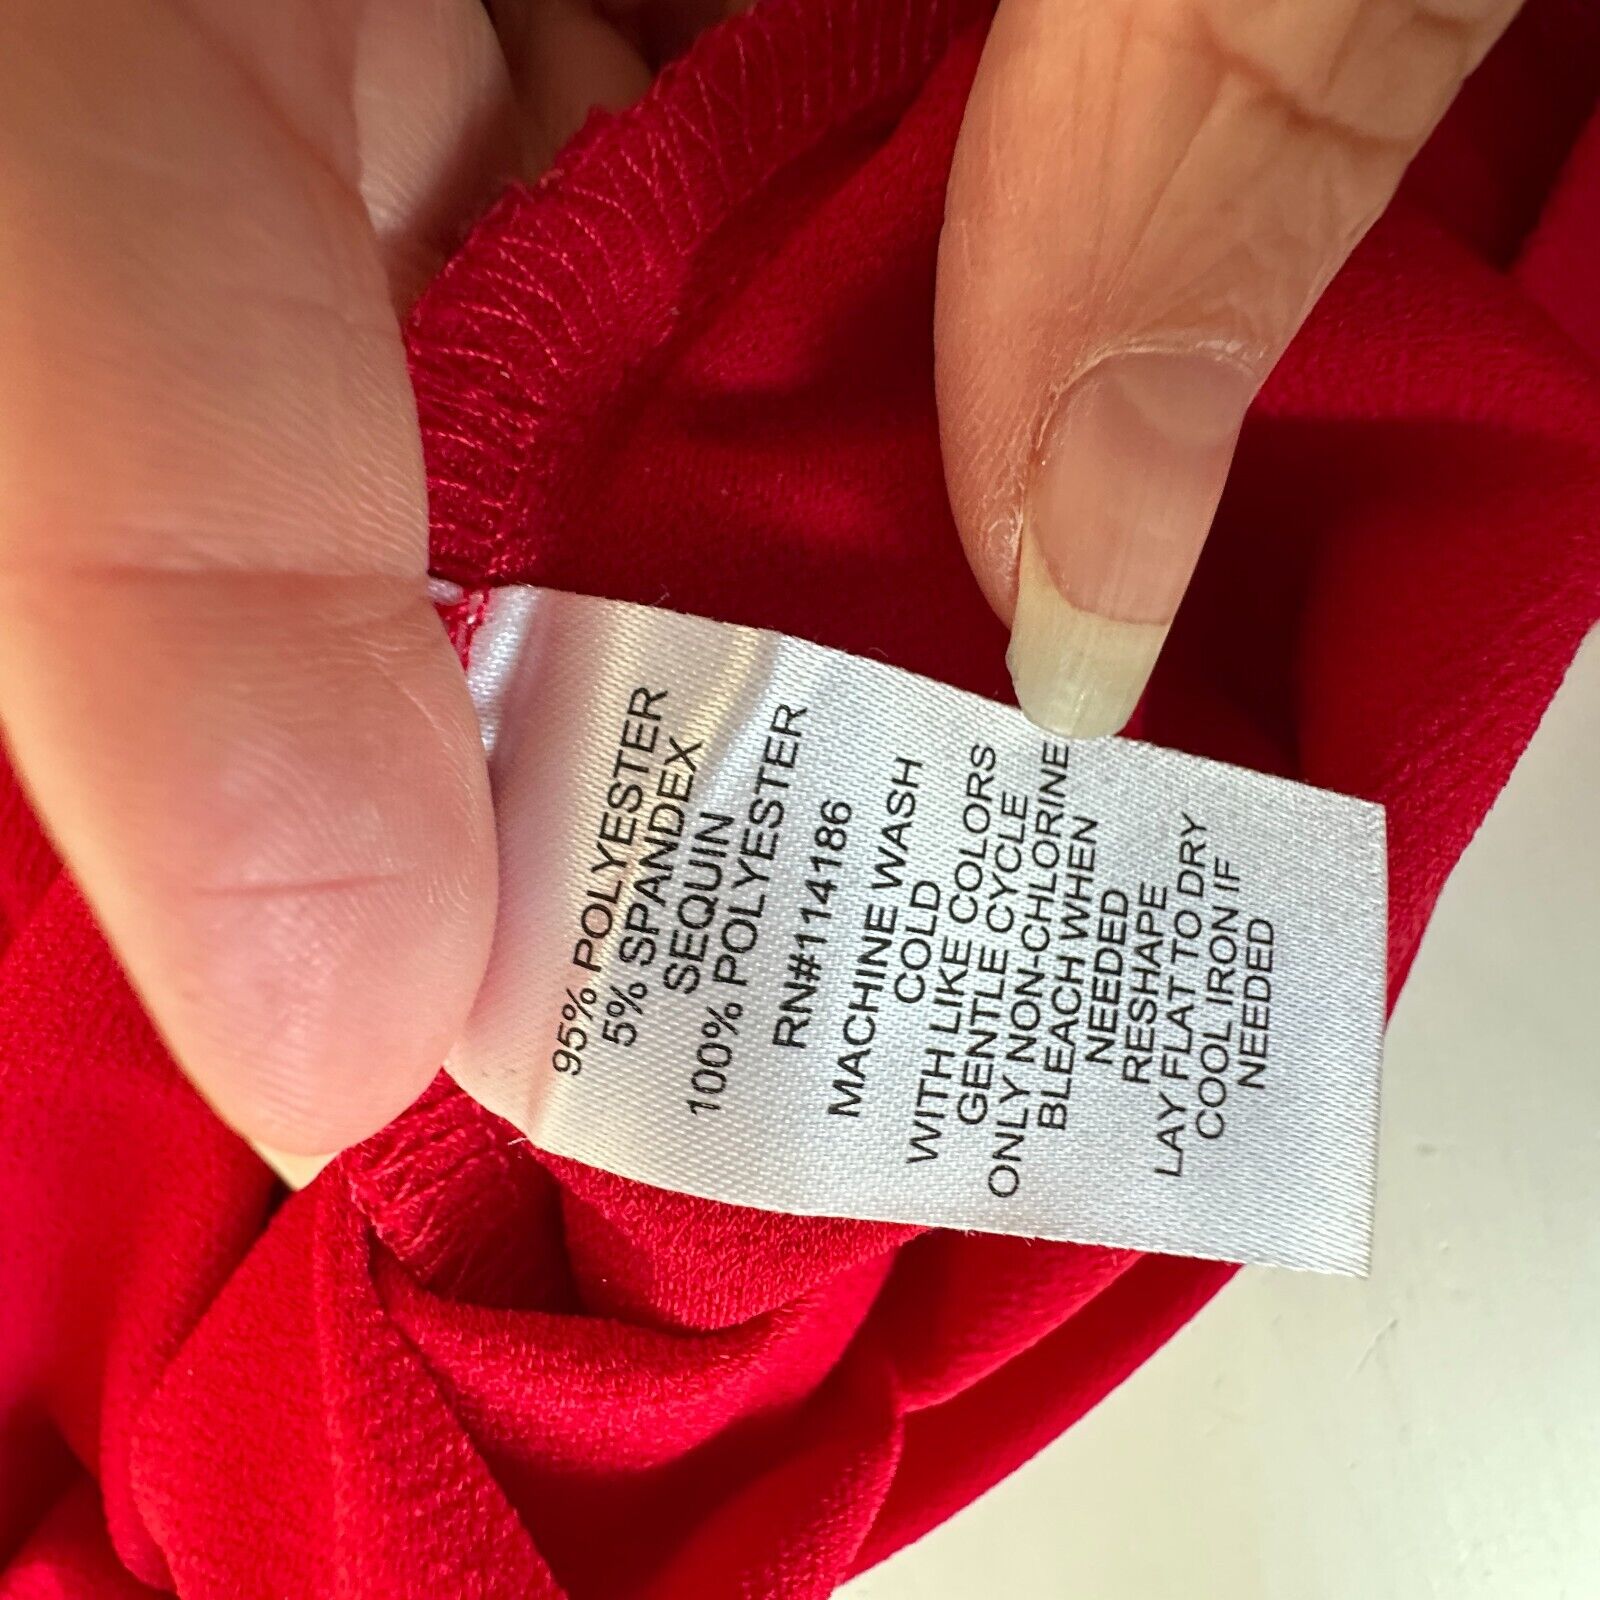 95% POLYESTER
5% SPANDEX
SEQUIN
100% POLYESTER
RN#114186
MACHINE WASH
COLD
WITH LIKE COLORS
GENTLE CYCLE
ONLY NON-CHLORINE
BLEACH WHEN
NEEDED
RESHAPE
LAY FLAT TO DRY
COOL IRON IF
NEEDED